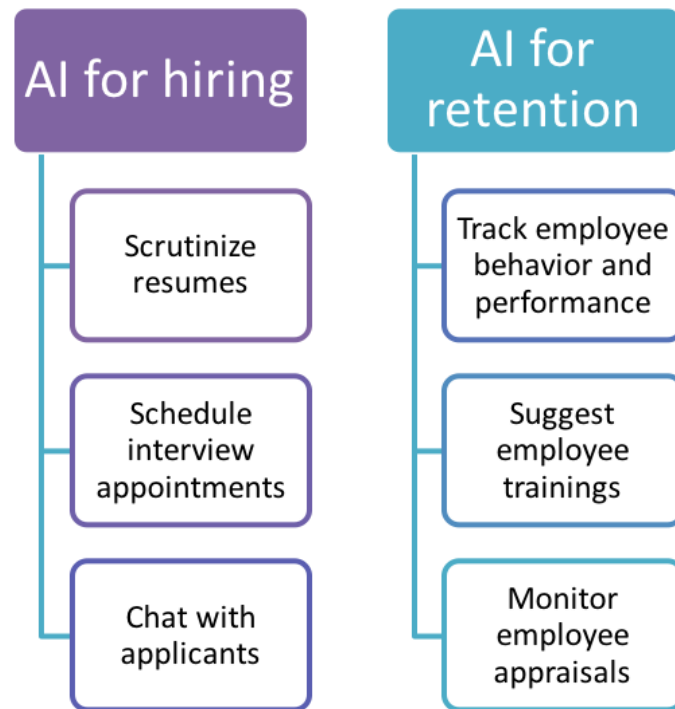 AI for hiring
Scrutinize
resumes
Schedule
interview
appointments
Chat with
applicants
AI for
retention
Track employee
behavior and
performance
Suggest
employee
trainings
Monitor
employee
appraisals